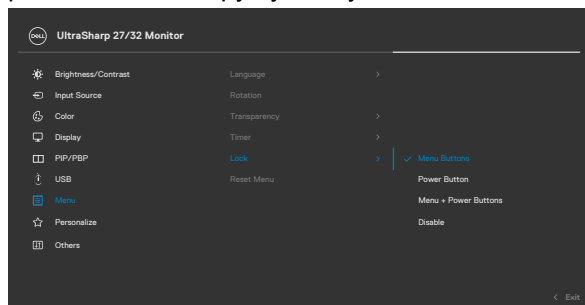 DELL UltraSharp 27/32 Monitor
Brightness/Contrast
Language
Input Source
Rotation
Color
Transparency
Display
Timer
PIP/PBP
Lock
Menu Buttons
USB
Reset Menu
Power Button
Menu
Menu + Power Buttons
Personalize
Disable
Others
Exit